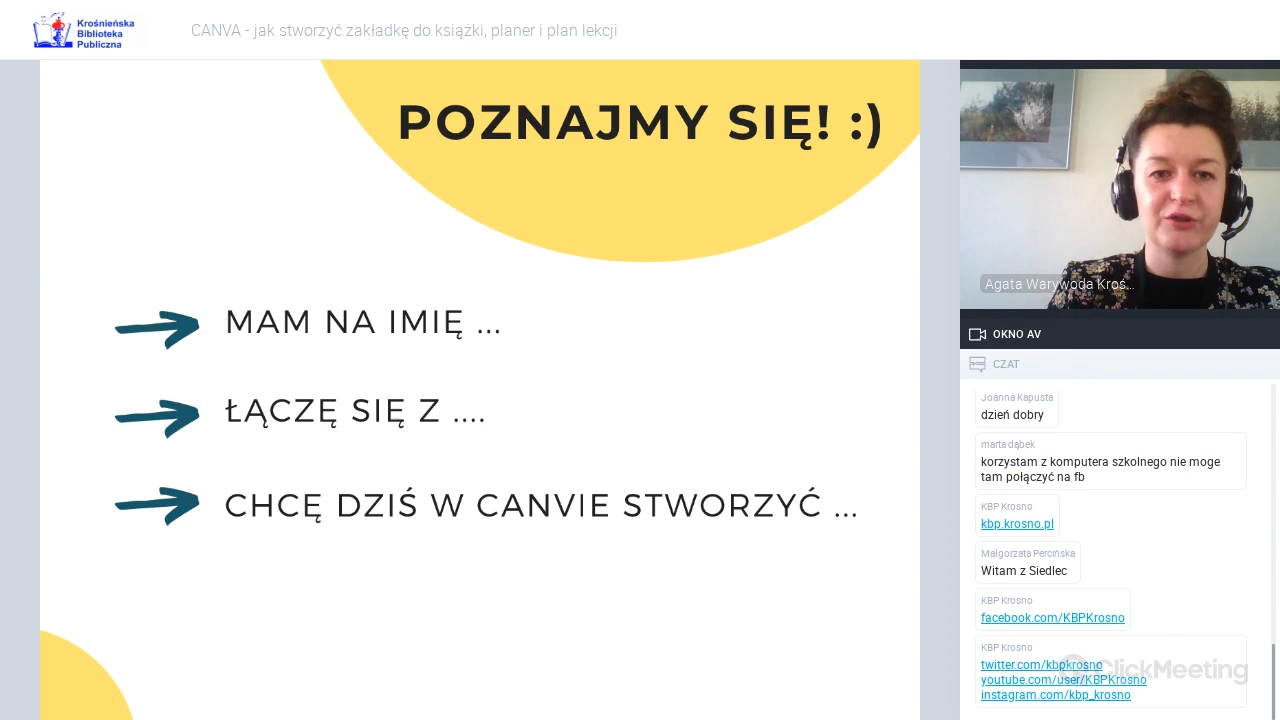 Krośnieńska
Biblioteka
Publiczna
CANVA - jak stworzyć zakładkę do książki, planer i plan lekcji
POZNAJMY SIĘ! :)
MAM NA IMIĘ ...
ŁĄCZĘ SIĘ Z ....
CHCĘ DZIŚ W CANVIE STWORZYĆ ...
Agata Warywoda Kroś...
OKNO AV
CZAT
Joanna Kapusta
dzień dobry
marta dąbek
korzystam z komputera szkolnego nie moge
tam połączyć na fb
KBP Krosno
kbp.krosno.pl
Małgorzata Percińska
Witam z Siedlec
KBP Krosno
facebook.com/KBPKrosno
KBP Krosno
twitter.com/kbpkrosno
youtube.com/user/KBPKrosno
instagram.com/kbp_krosno
ClickMeeting